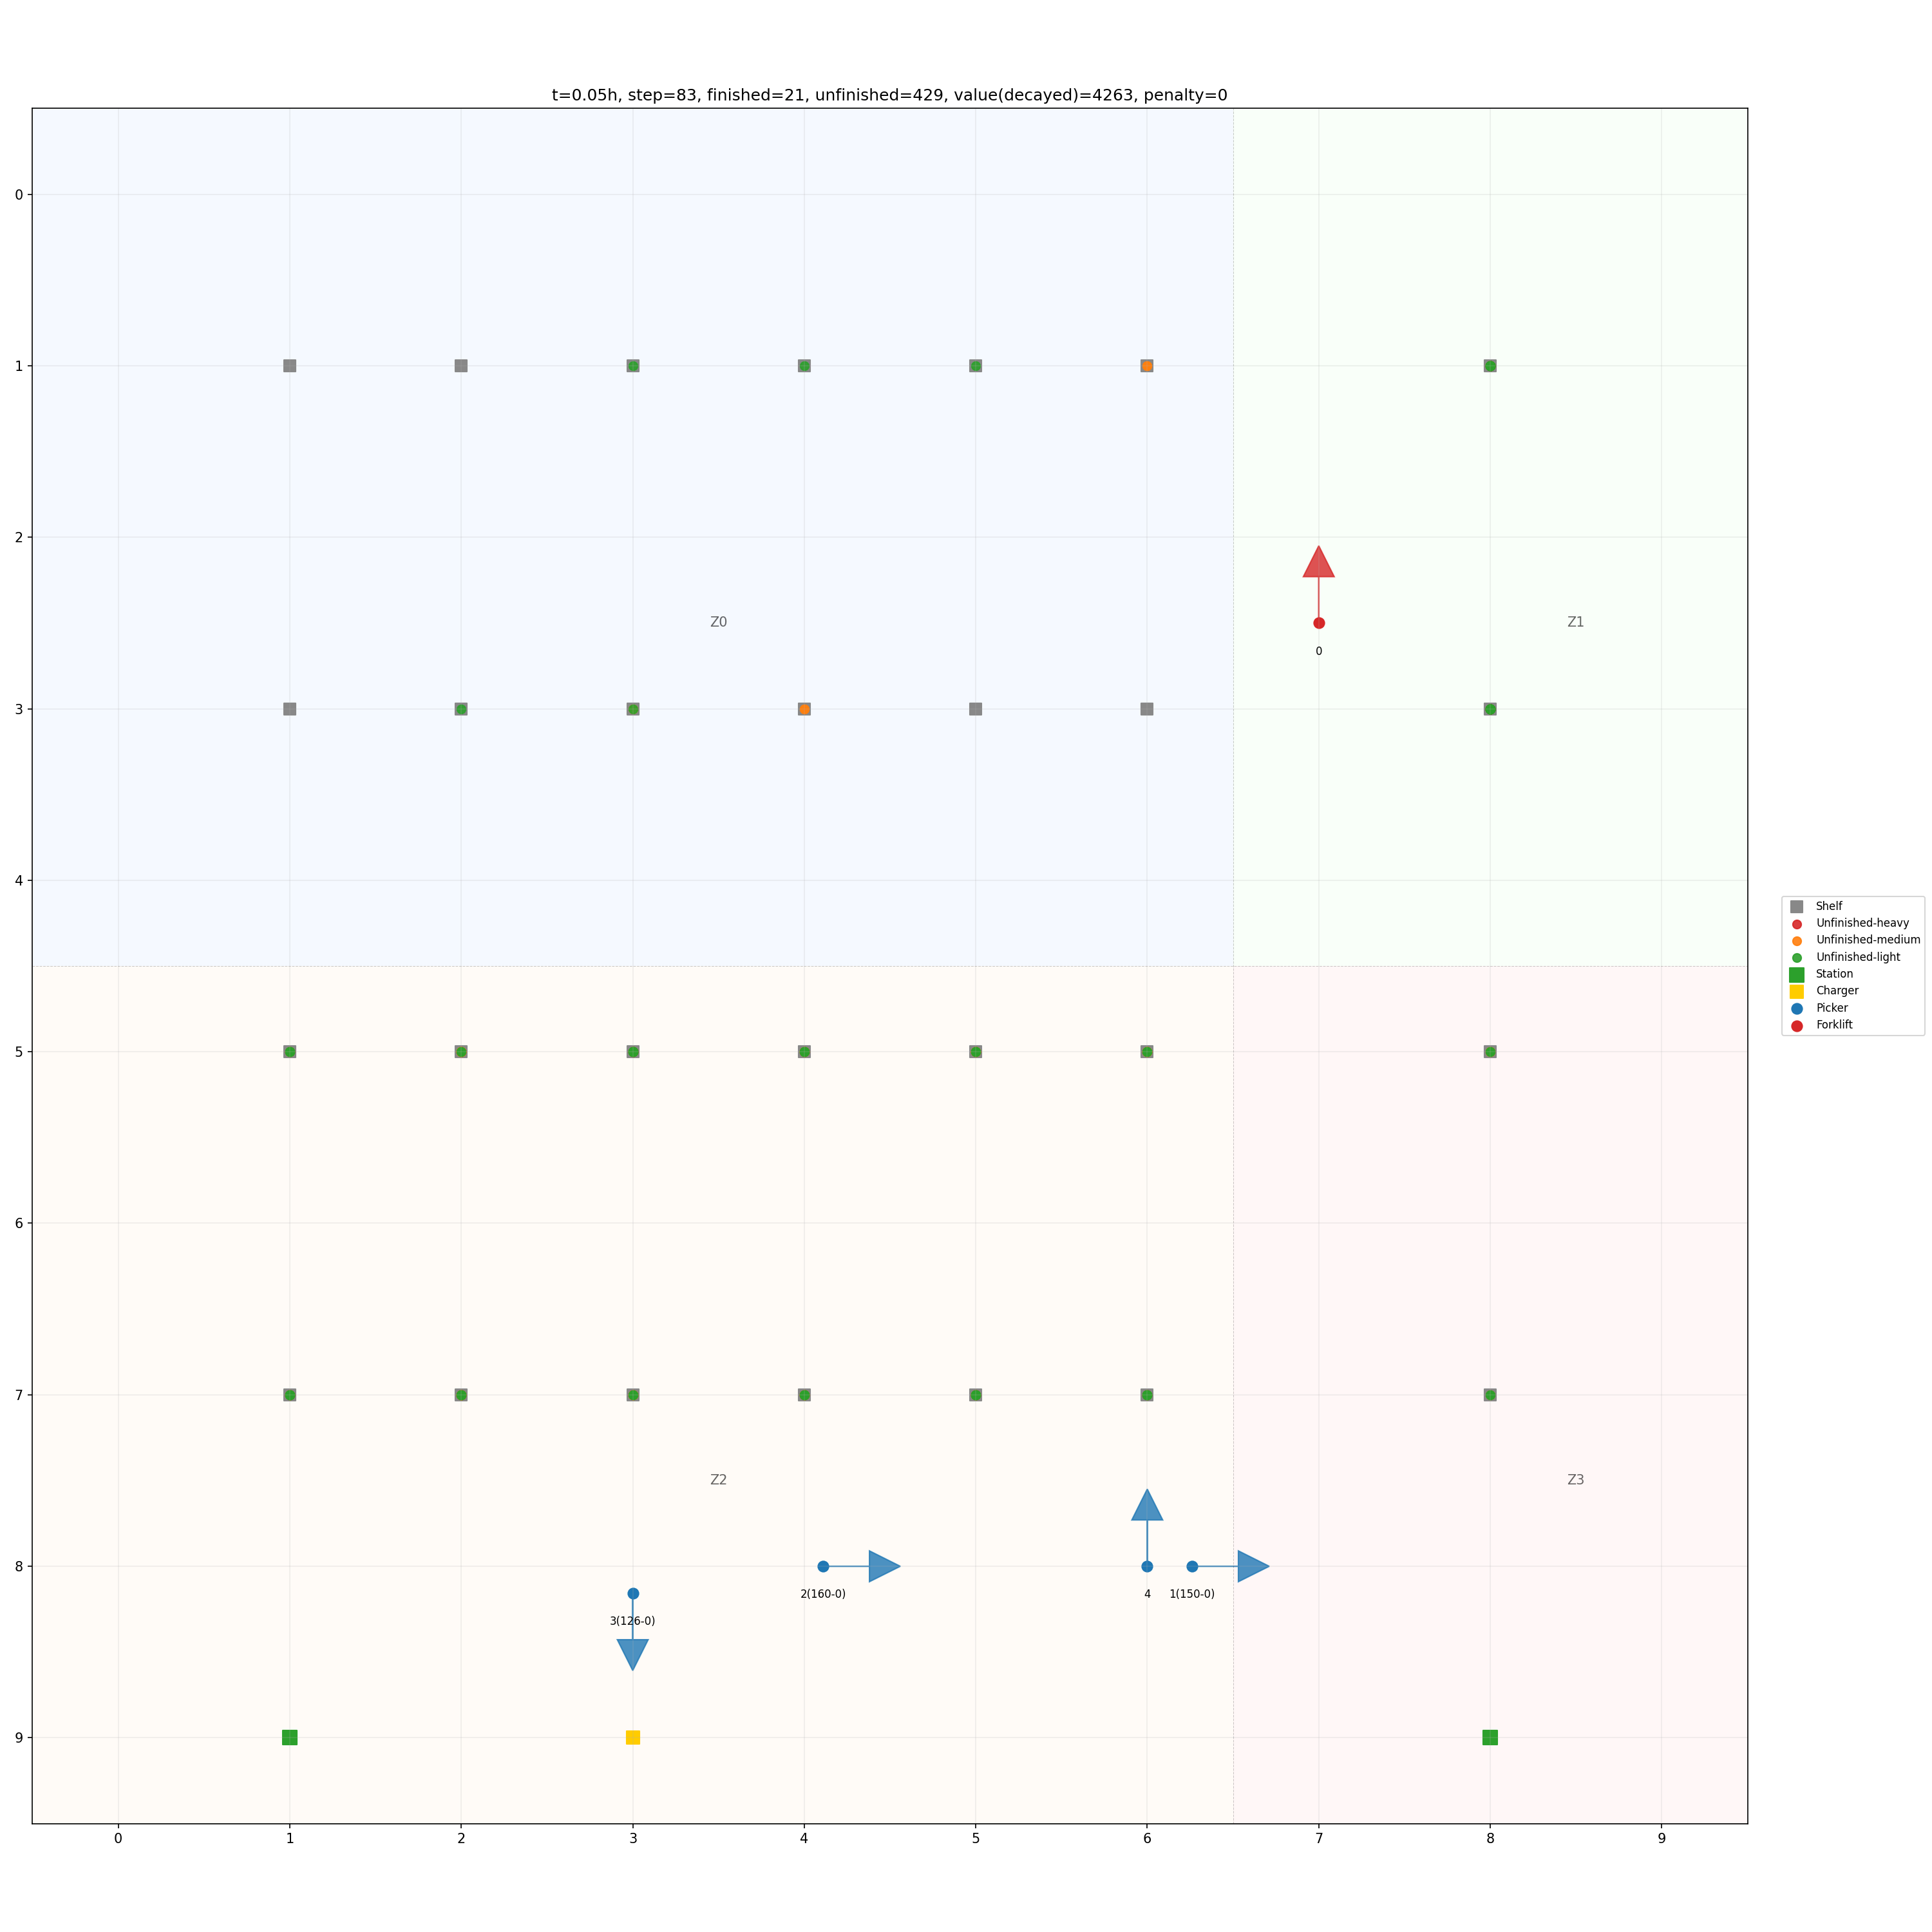 t=0.05h, step=83, finished=21, unfinished=429, value(decayed)=4263, penalty=0
0
1
2
Z0
Z1
0
3
4
Shelf
Unfinished-heavy
Unfinished-medium
Unfinished-light
Station
Charger
Picker
Forklift
5
6
7
Z2
Z3
8
2(160-0)
4
1(150-0)
3(126-0)
9
0 1 2 3 4 5 6 7 8 9